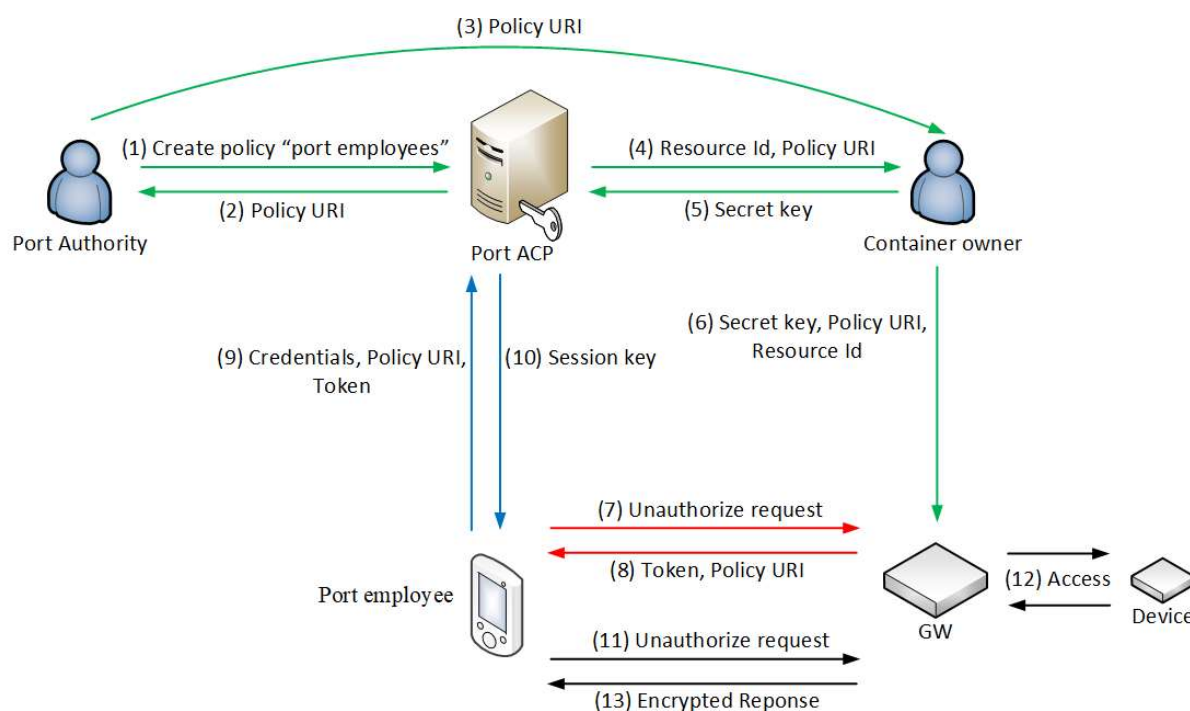 (3) Policy URI
(1) Create policy “port employees”
(4) Resource Id, Policy URI
(2) Policy URI
(5) Secret key
Port Authority
Port ACP
Container owner
(6) Secret key, Policy URI,
Resource Id
(9) Credentials, Policy URI,
Token
(10) Session key
(7) Unauthorize request
(8) Token, Policy URI
(12) Access
Port employee
GW
Device
(11) Unauthorize request
(13) Encrypted Reponse